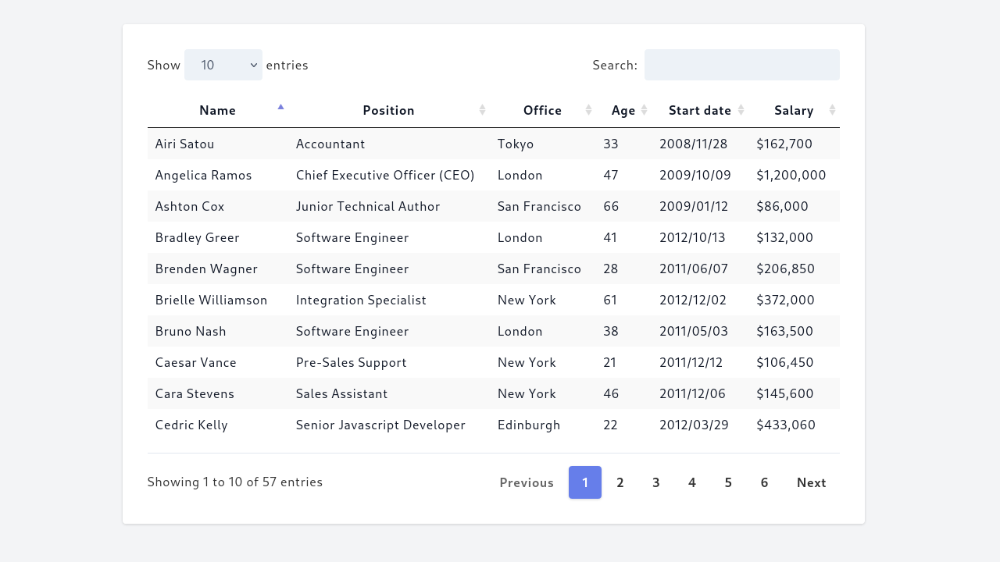 Show 10 entries Search:
Name Position Office Age Start date Salary
Airi Satou Accountant Tokyo 33 2008/11/28 $162,700
Angelica Ramos Chief Executive Officer (CEO) London 47 2009/10/09 $1,200,000
Ashton Cox Junior Technical Author San Francisco 66 2009/01/12 $86,000
Bradley Greer Software Engineer London 41 2012/10/13 $132,000
Brenden Wagner Software Engineer San Francisco 28 2011/06/07 $206,850
Brielle Williamson Integration Specialist New York 61 2012/12/02 $372,000
Bruno Nash Software Engineer London 38 2011/05/03 $163,500
Caesar Vance Pre-Sales Support New York 21 2011/12/12 $106,450
Cara Stevens Sales Assistant New York 46 2011/12/06 $145,600
Cedric Kelly Senior Javascript Developer Edinburgh 22 2012/03/29 $433,060
Showing 1 to 10 of 57 entries Previous 1 2 3 4 5 6 Next